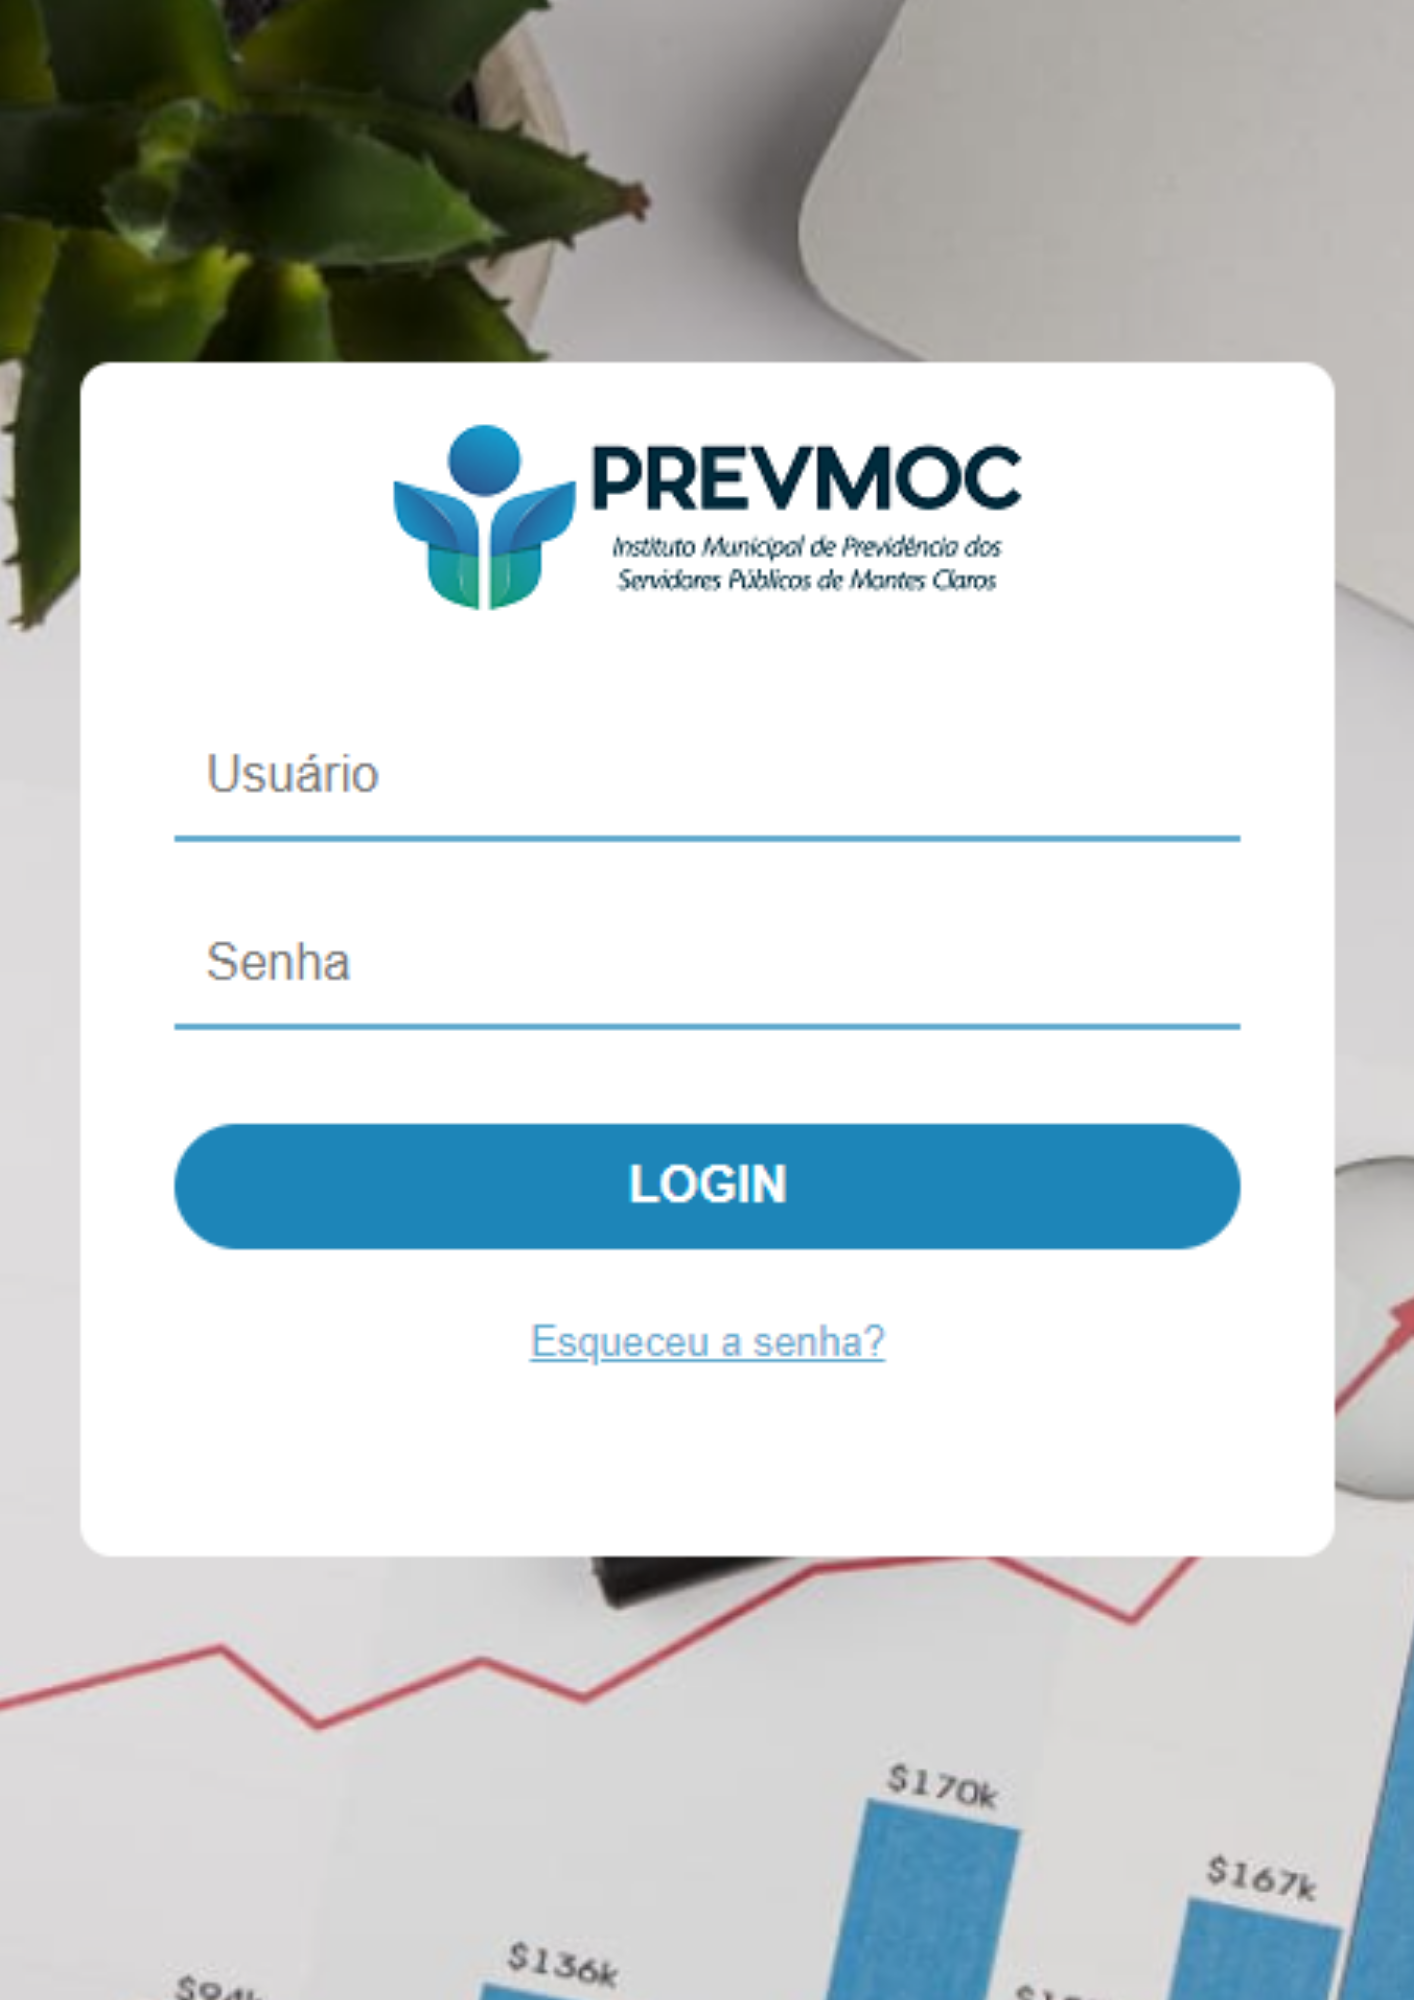 PREVMOC
Instituto Municipal de Previdência dos
Servidores Públicos de Montes Claros
Usuário
Senha
LOGIN
Esqueceu a senha?
$170k
$167k
$136k